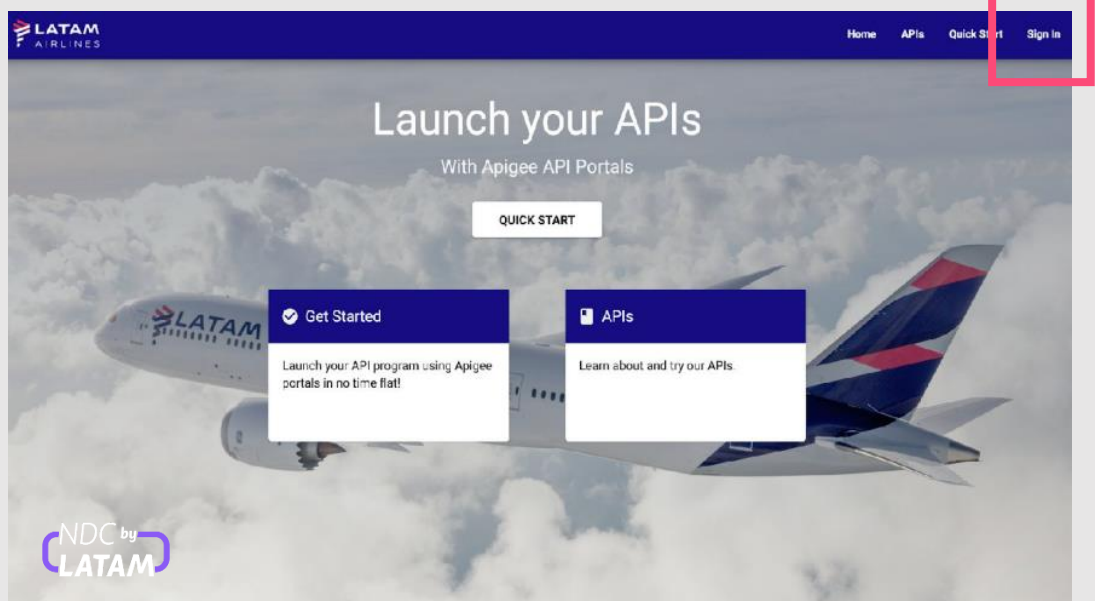 LATAM
AIRLINES
Home APIs Quick Start Sign In
Launch your APIs
With Apigee API Portals
QUICK START
LATAM
Get Started
APIs
Launch your API program using Apigee
portals in no time flat!
Learn about and try our APIs.
NDC by
LATAM